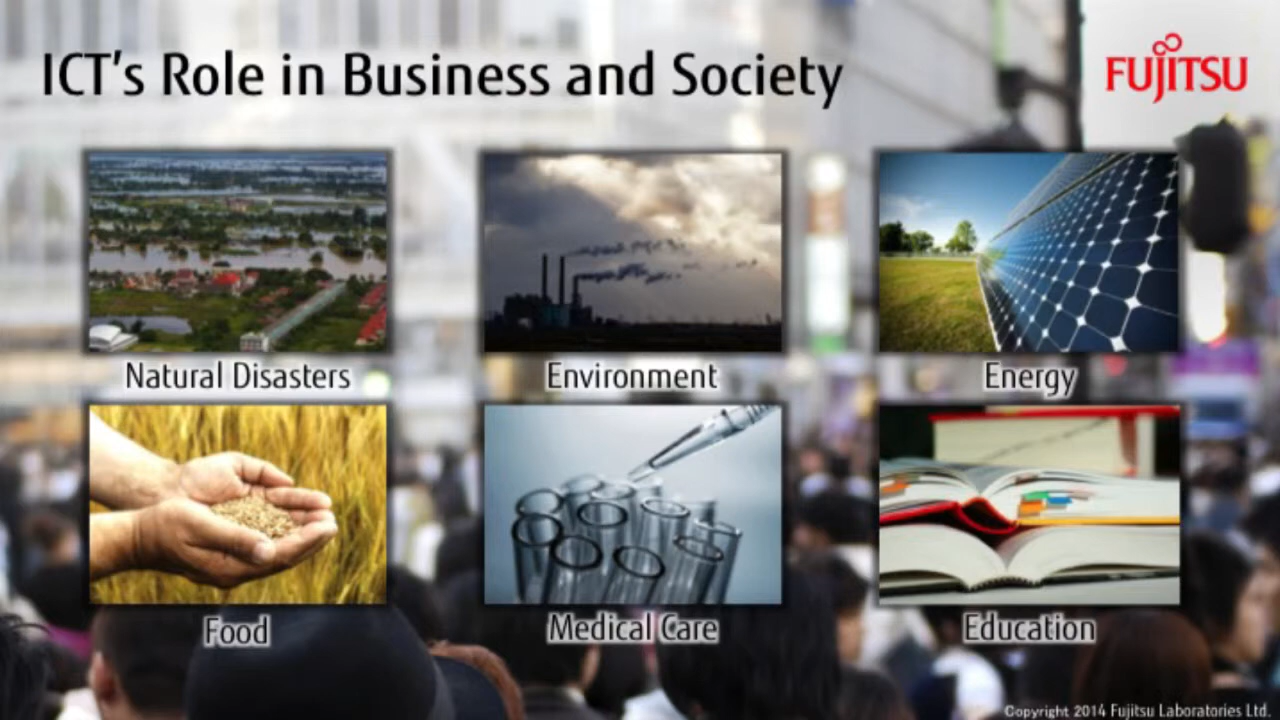 ICT's Role in Business and Society
FUJITSU
Natural Disasters
Environment
Energy
Food
Medical Care
Education
Copyright 2014 Fujitsu Laboratories Ltd.